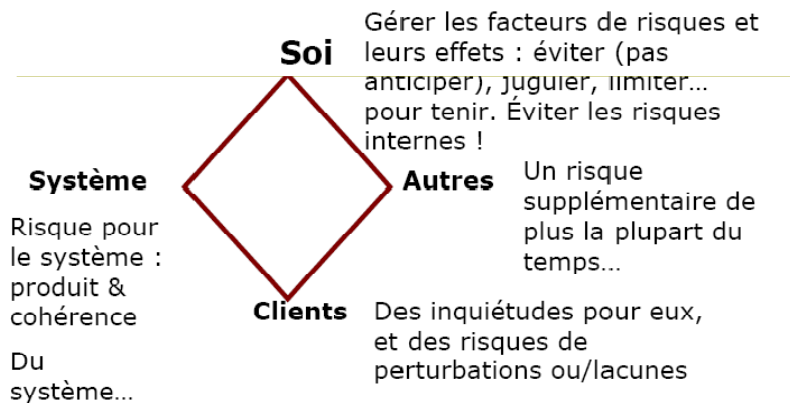 Soi
Gérer les facteurs de risques et
leurs effets : éviter (pas
anticiper), juguler, limiter…
pour tenir. Éviter les risques
internes !
Système
Autres
Un risque
supplémentaire de
plus la plupart du
temps…
Risque pour
le système :
produit &
cohérence
Du
système…
Clients
Des inquiétudes pour eux,
et des risques de
perturbations ou/lacunes